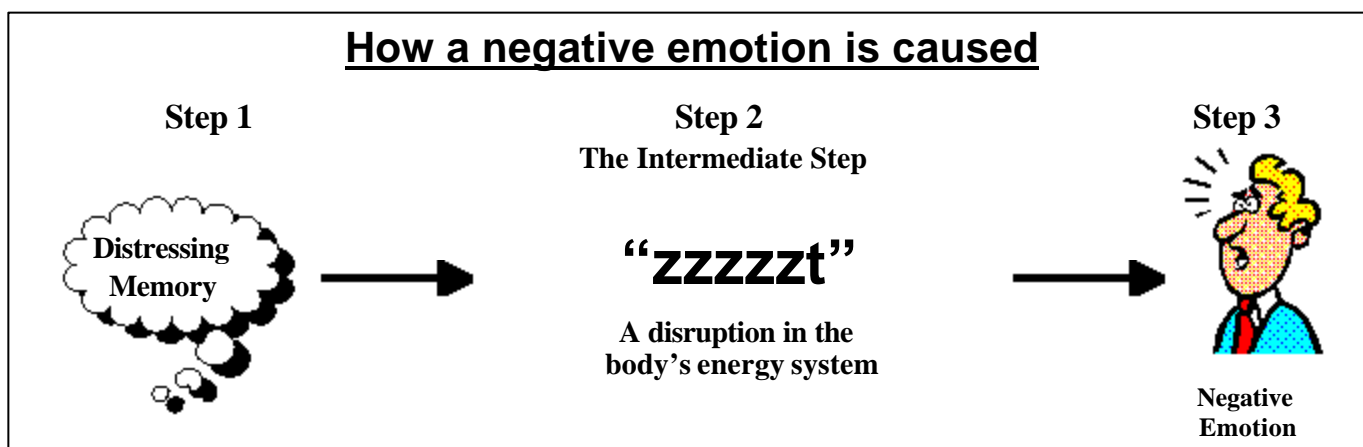 How a negative emotion is caused
Step 1
Step 2
Step 3
The Intermediate Step
Distressing
Memory
“zzzzzt”
A disruption in the
body’s energy system
Negative
Emotion